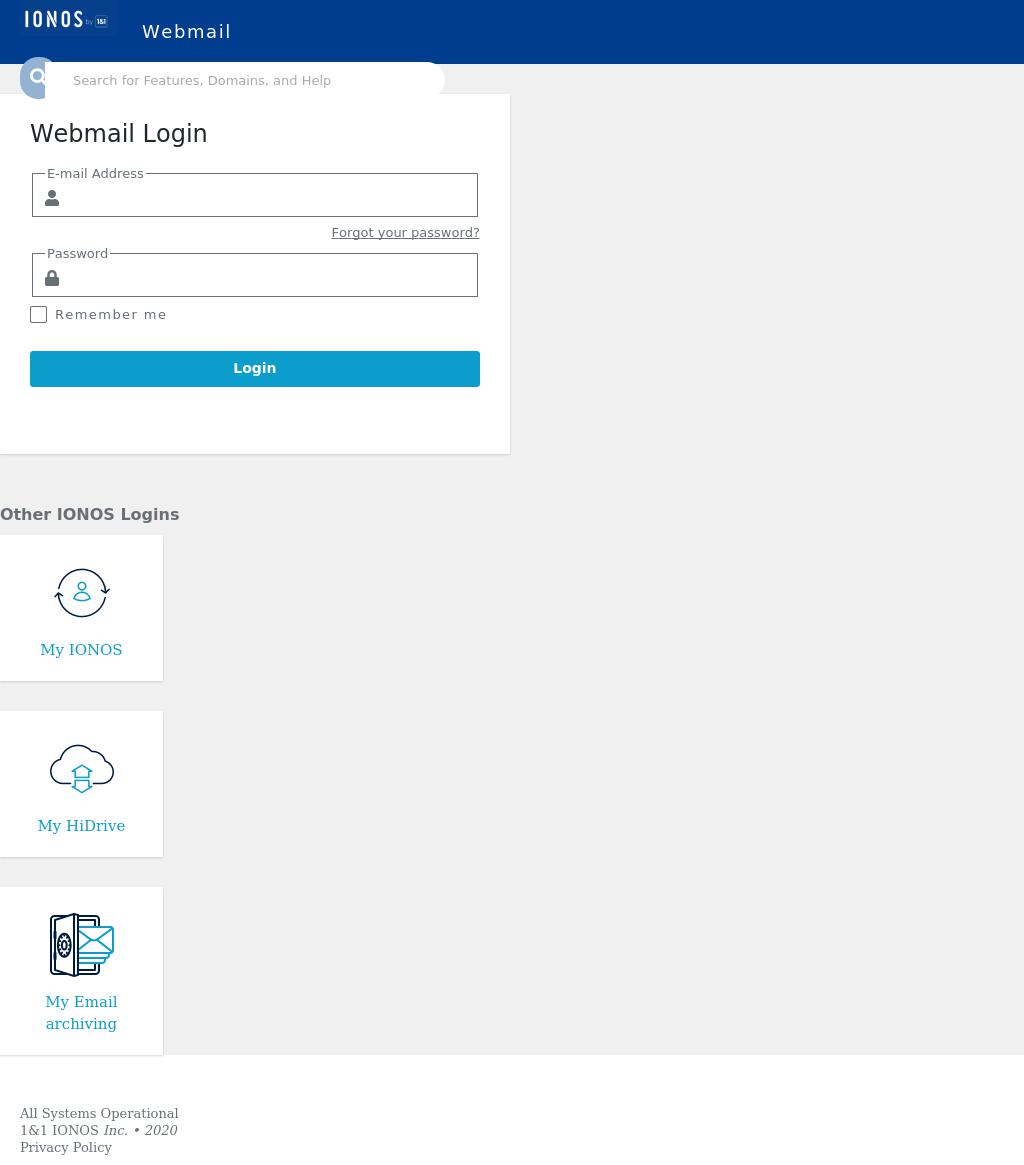 IONOS by 1&1
Webmail
Search for Features, Domains, and Help
Webmail Login
E-mail Address
Forgot your password?
Password
Remember me
Login
Other IONOS Logins
My IONOS
My HiDrive
My Email
archiving
All Systems Operational
1&1 IONOS Inc. • 2020
Privacy Policy